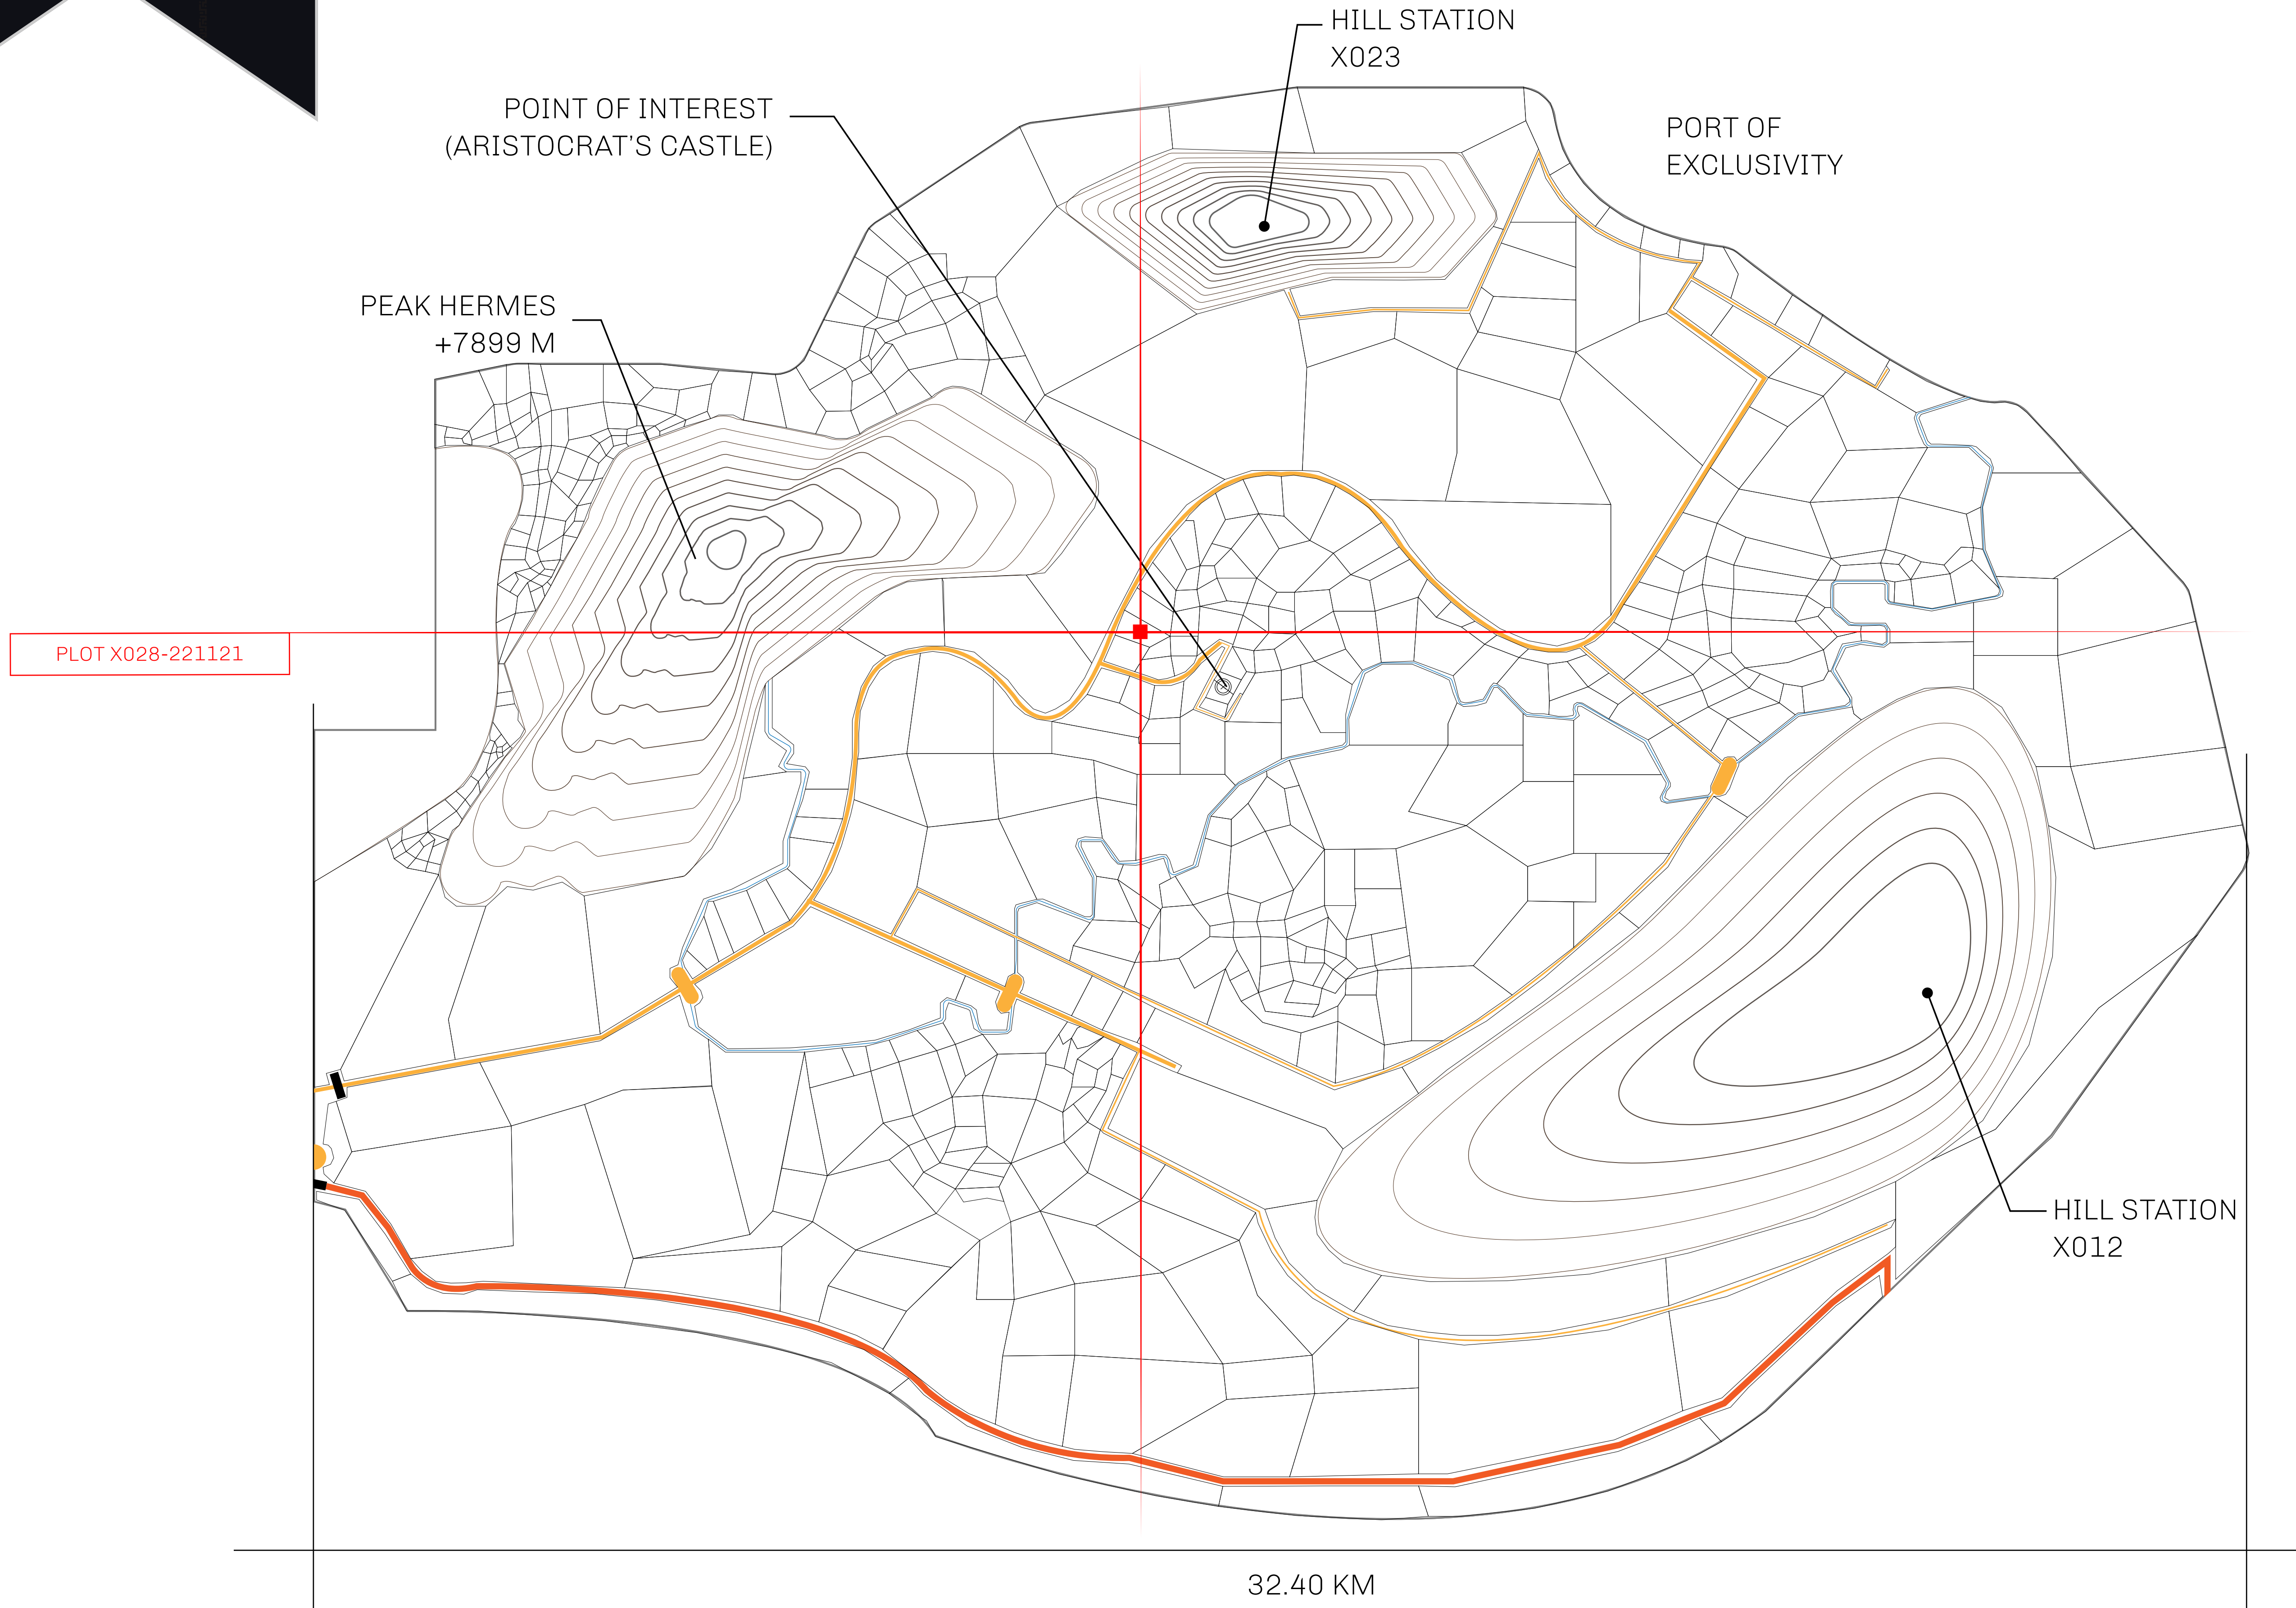 HILL STATION
X023
POINT OF INTEREST
(ARISTOCRAT'S CASTLE)
PORT OF
EXCLUSIVITY
PEAK HERMES
+7899 M
PLOT X028-221121
HILL STATION
X012
32.40 KM